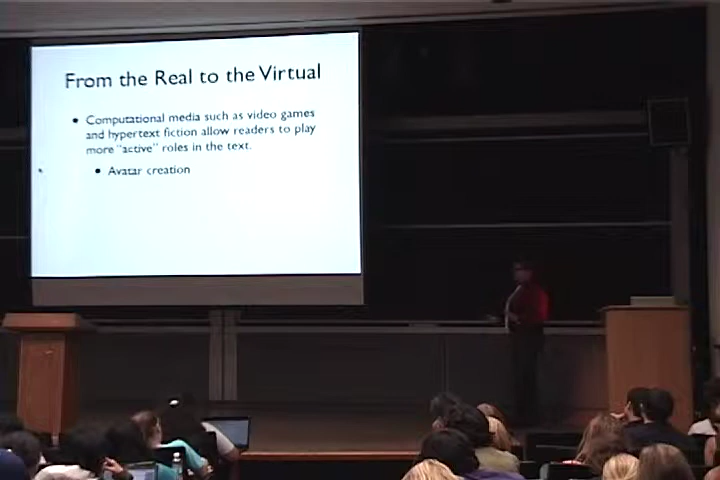 From the Real to the Virtual
• Computational media such as video games
and hypertext fiction allow readers to play
more "active" roles in the text.
• Avatar creation